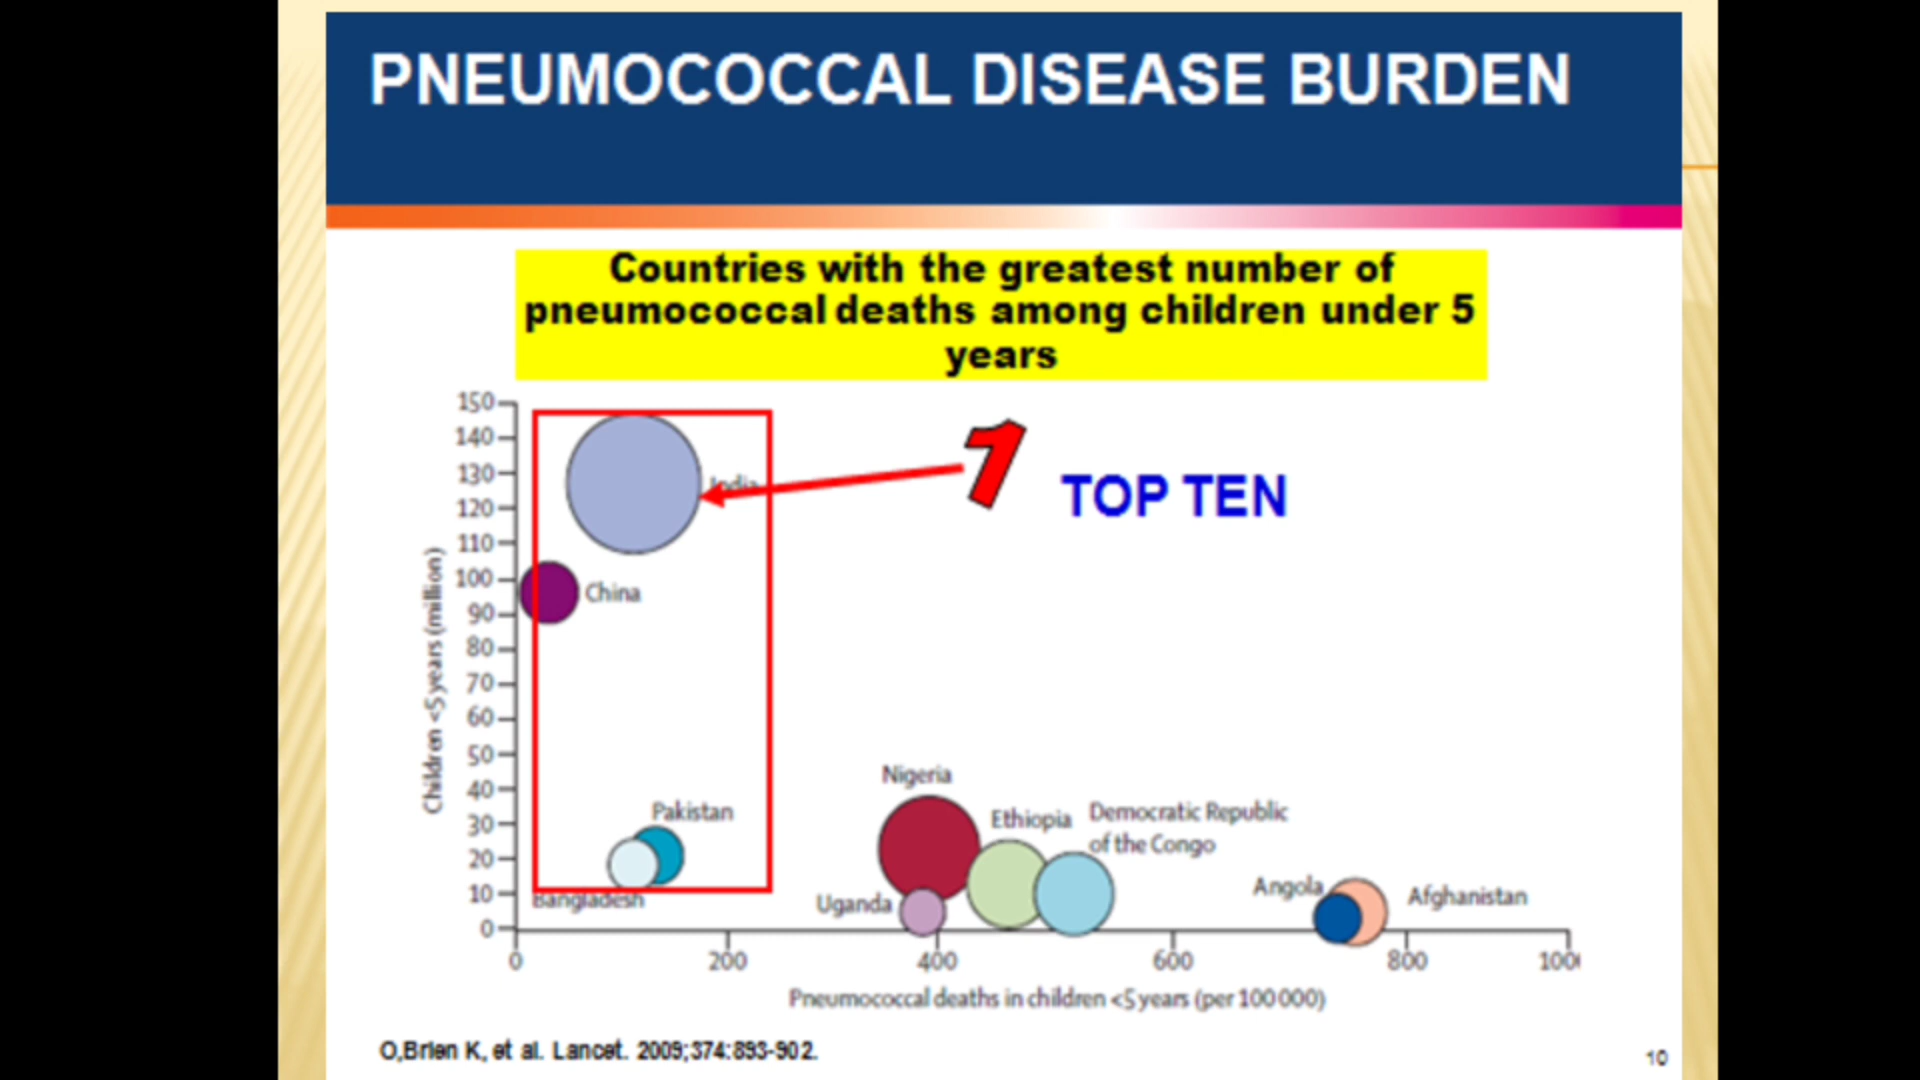 PNEUMOCOCCAL DISEASE BURDEN
Countries with the greatest number of
pneumococcal deaths among children under 5
years
1
TOP TEN
Children <5 years (million)
150
140
130
120
110
100
90
80
70
60
50
40
30
20
10
0
India
China
Pakistan
Bangladesh
Nigeria
Ethiopia
Democratic Republic
of the Congo
Uganda
Angola
Afghanistan
0 200 400 600 800 100
Pneumococcal deaths in children <5 years (per 100 000)
O,Brien K, et al. Lancet. 2009;374:893-902.
10